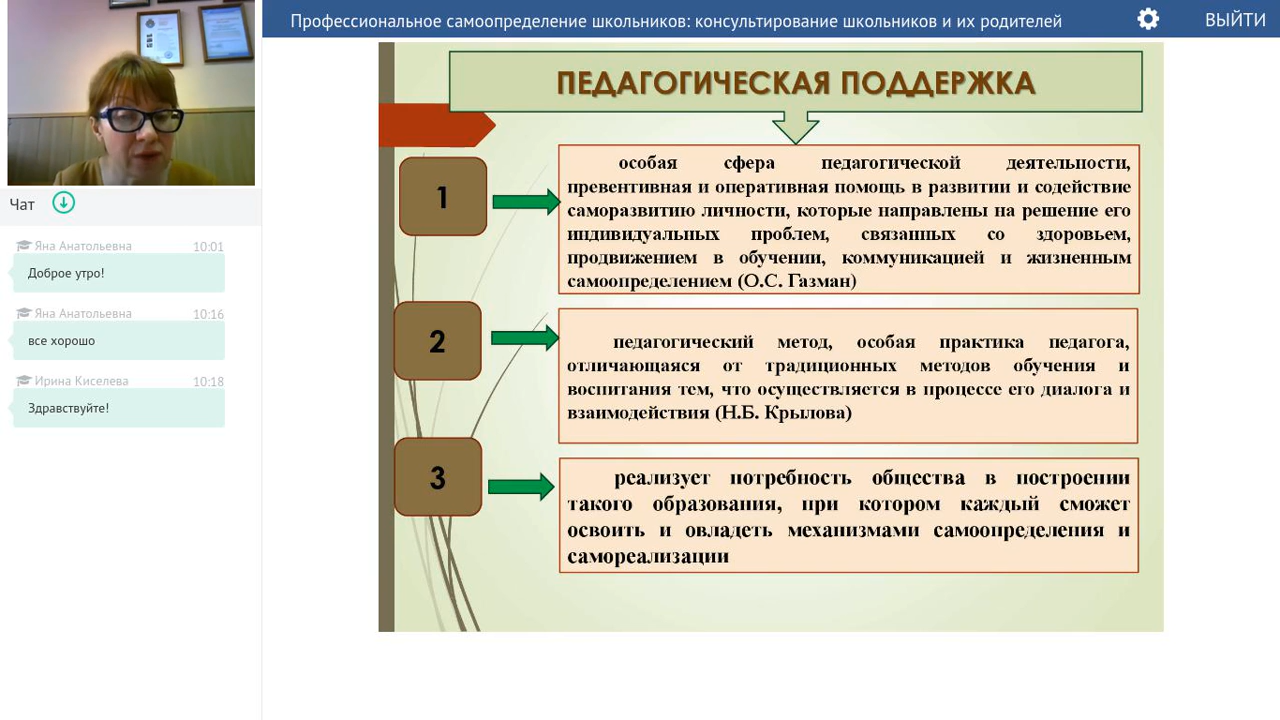 Профессиональное самоопределение школьников: консультирование школьников и их родителей
ВЫЙТИ
Чат
Яна Анатольевна 10:01
Доброе утро!
Яна Анатольевна 10:16
все хорошо
Ирина Киселева 10:18
Здравствуйте!
ПЕДАГОГИЧЕСКАЯ ПОДДЕРЖКА
1
особая сфера педагогической деятельности,
превентивная и оперативная помощь в развитии и содействие
саморазвитию личности, которые направлены на решение его
индивидуальных проблем, связанных со здоровьем,
продвижением в обучении, коммуникацией и жизненным
самоопределением (О.С. Газман)
2
педагогический метод, особая практика педагога,
отличающаяся от традиционных методов обучения и
воспитания тем, что осуществляется в процессе его диалога и
взаимодействия (Н.Б. Крылова)
3
реализует потребность общества в построении
такого образования, при котором каждый сможет
освоить и овладеть механизмами самоопределения и
самореализации